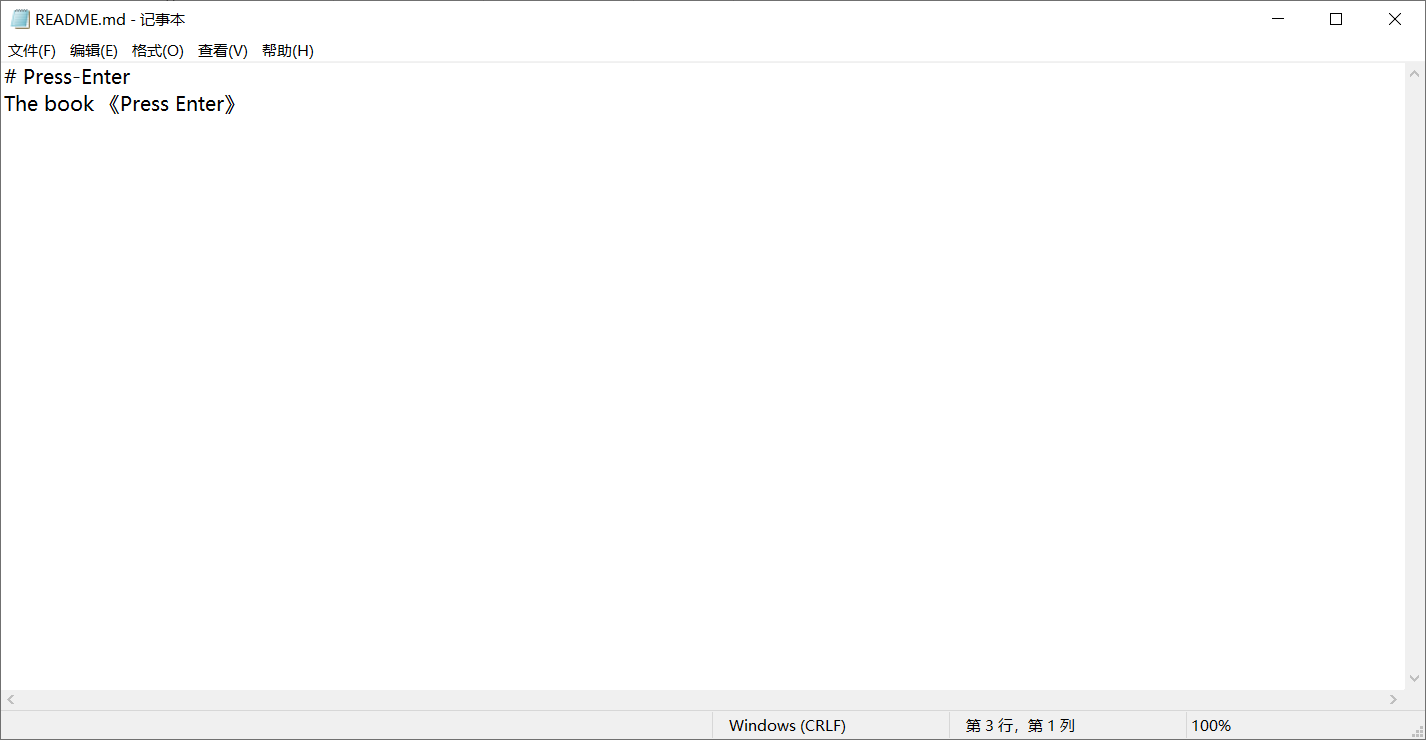 README.md - 记事本
文件(F) 编辑(E) 格式(O) 查看(V) 帮助(H)
# Press-Enter
The book 《Press Enter》
Windows (CRLF) 第 3 行，第 1 列 100%